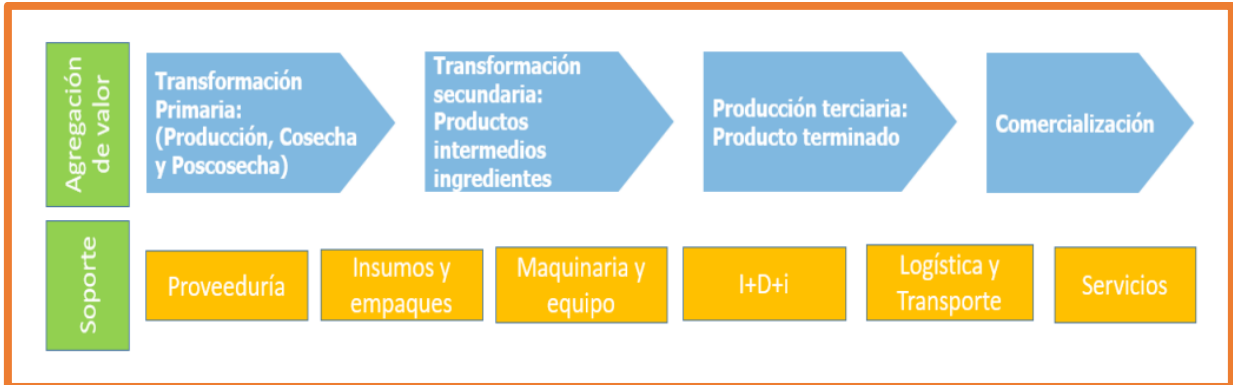 Agregación
de valor
Transformación
Primaria:
(Producción, Cosecha
y Poscosecha)
Transformación
secundaria:
Productos
intermedios
ingredientes
Producción terciaria:
Producto terminado
Comercialización
Soporte
Proveeduría
Insumos y
empaques
Maquinaria y
equipo
I+D+i
Logística y
Transporte
Servicios